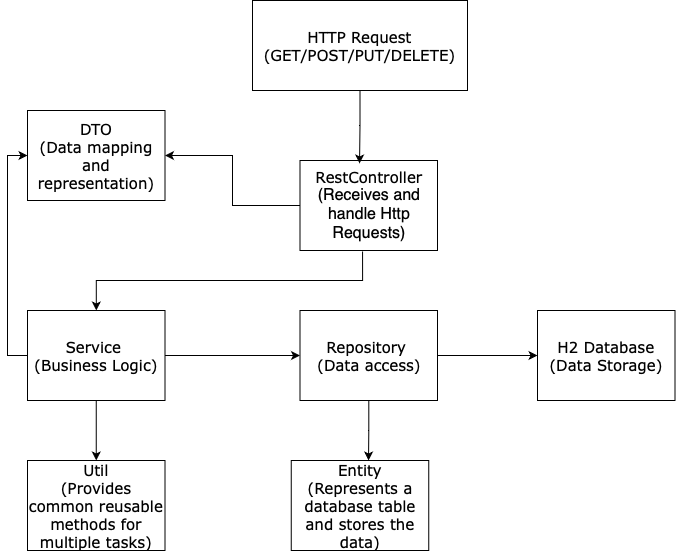 HTTP Request
(GET/POST/PUT/DELETE)
DTO
(Data mapping
and
representation)
RestController
(Receives and
handle Http
Requests)
Service
(Business Logic)
Repository
(Data access)
H2 Database
(Data Storage)
Util
(Provides
common reusable
methods for
multiple tasks)
Entity
(Represents a
database table
and stores the
data)